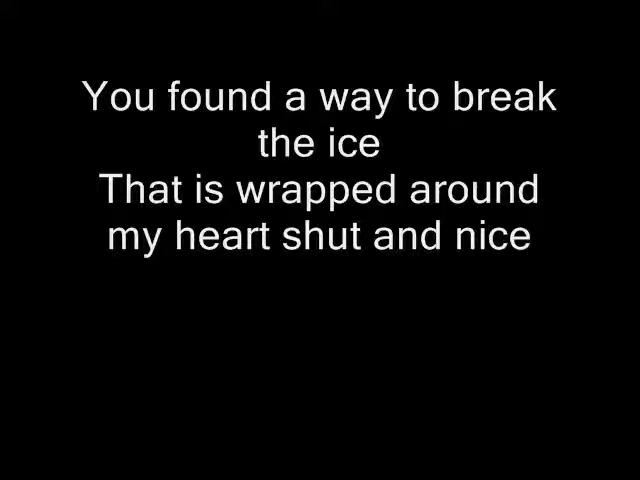 You found a way to break
the ice
That is wrapped around
my heart shut and nice